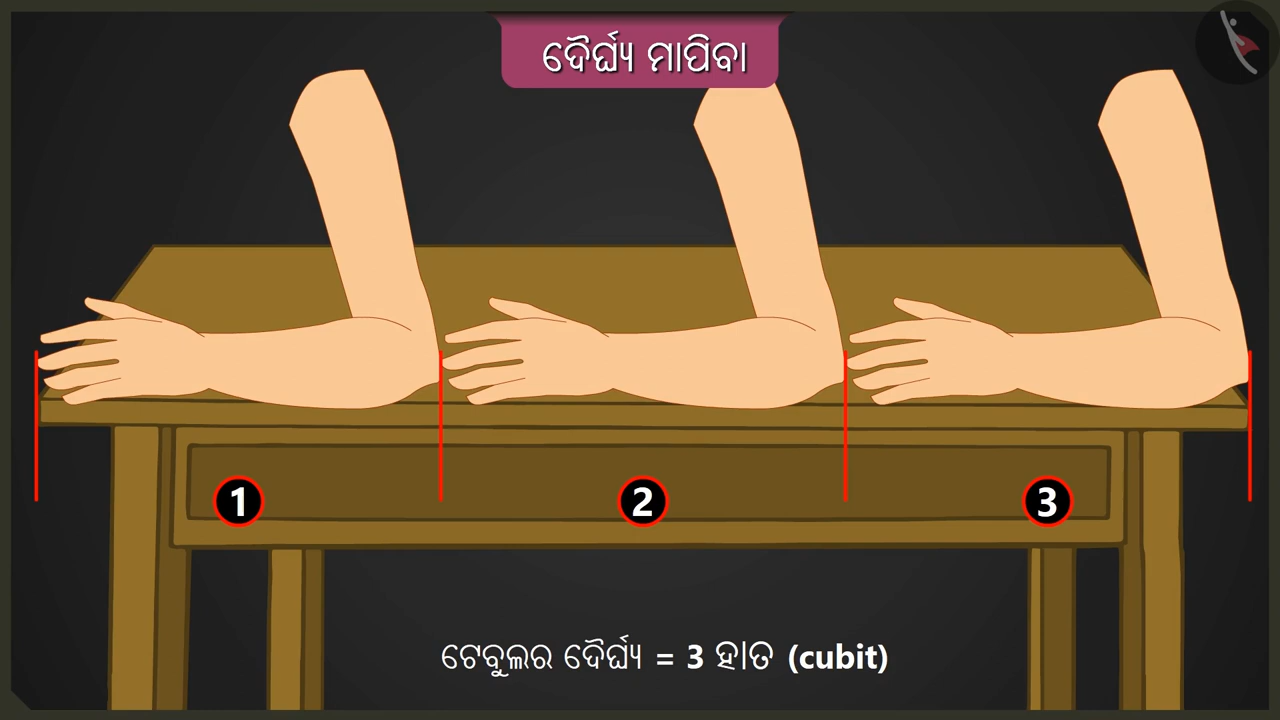 ଦୈର୍ଘ୍ୟ ମାପିବା
1 2 3
ଟେବୁଲର ଦୈର୍ଘ୍ୟ = 3 ହାତ (cubit)